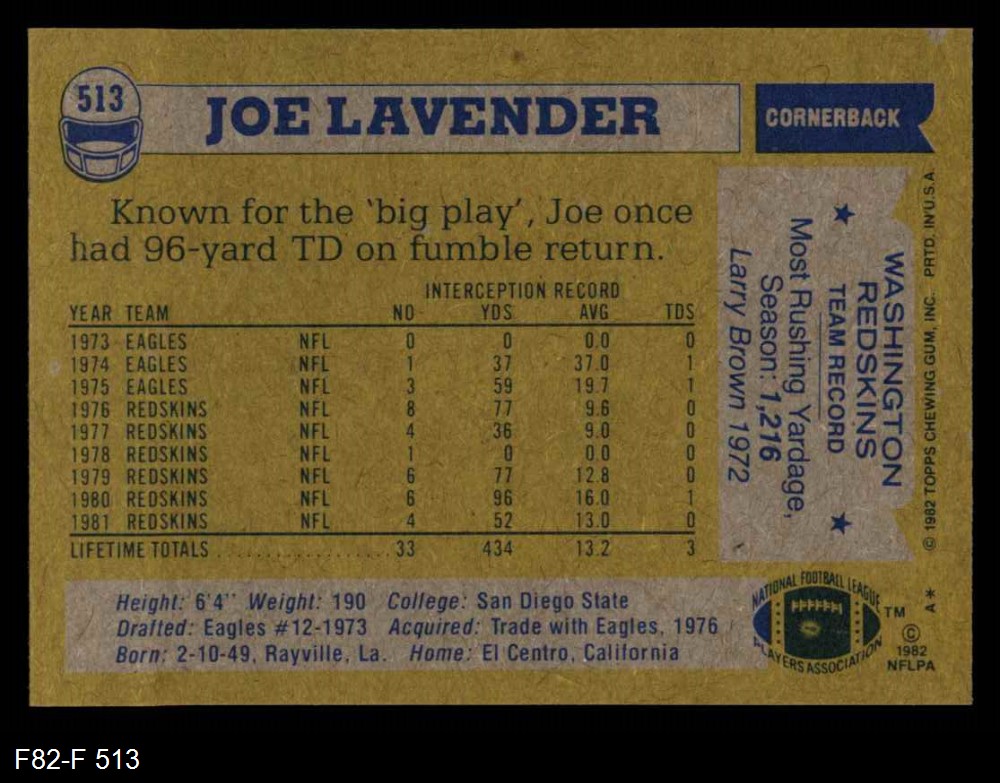 513
JOE LAVENDER
CORNERBACK
Known for the 'big play', Joe once
had 96-yard TD on fumble return.
INTERCEPTION RECORD
YEAR TEAM NO YDS AVG TDS
1973 EAGLES NFL 0 0 0.0 0
1974 EAGLES NFL 1 37 37.0 1
1975 EAGLES NFL 3 59 19.7 1
1976 REDSKINS NFL 8 77 9.6 0
1977 REDSKINS NFL 4 36 9.0 0
1978 REDSKINS NFL 1 0 0.0 0
1979 REDSKINS NFL 6 77 12.8 0
1980 REDSKINS NFL 6 96 16.0 1
1981 REDSKINS NFL 4 52 13.0 0
LIFETIME TOTALS .................... 33 434 13.2 3
Height: 6'4" Weight: 190 College: San Diego State
Drafted: Eagles #12-1973 Acquired: Trade with Eagles, 1976
Born: 2-10-49, Rayville, La. Home: El Centro, California
WASHINGTON
REDSKINS
★ TEAM RECORD ★
Most Rushing Yardage,
Season: 1,216
Larry Brown 1972
© 1982 TOPPS CHEWING GUM, INC. PRTD. IN U.S.A.
A*
NATIONAL FOOTBALL LEAGUE
PLAYERS ASSOCIATION
TM
©
1982
NFLPA
F82-F 513